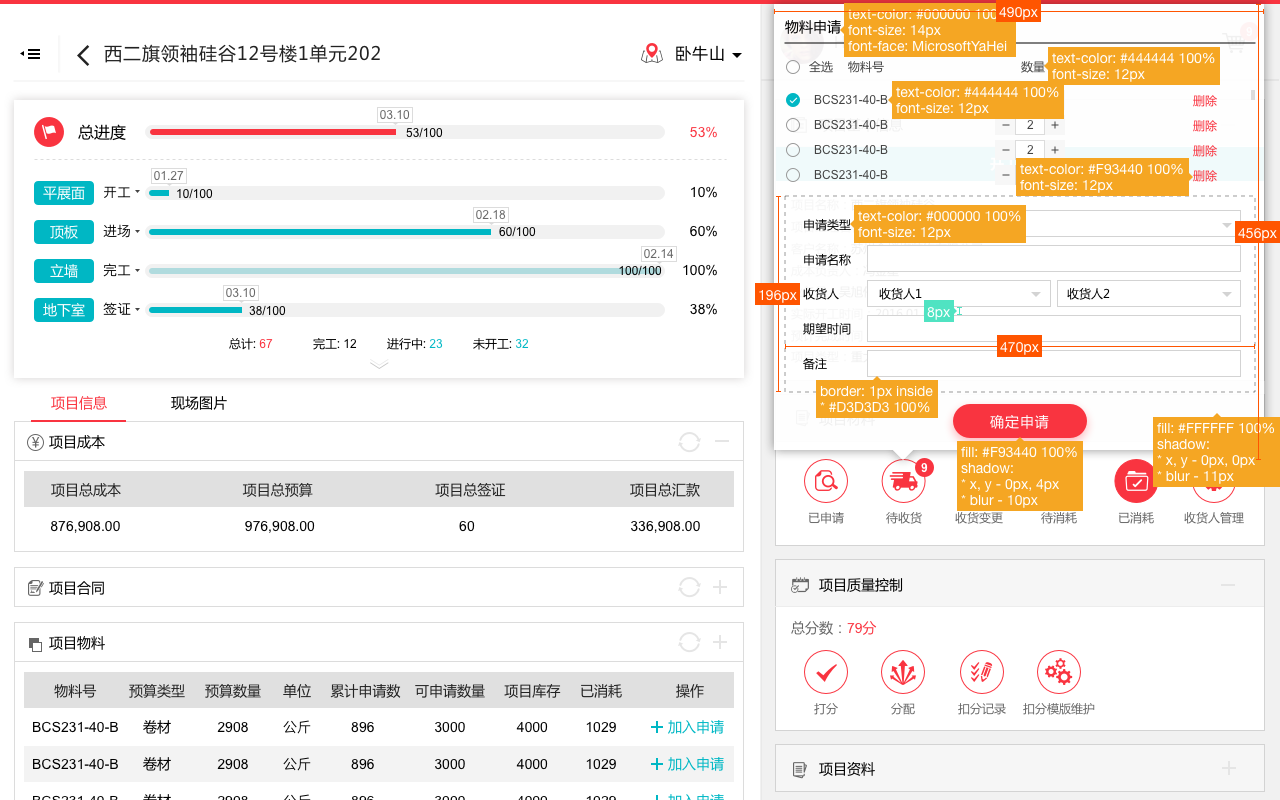 西二旗领袖硅谷12号楼1单元202
卧牛山
总进度
03.10
53/100
53%
平展面
开工
01.27
10/100
10%
顶板
进场
02.18
60/100
60%
立墙
完工
02.14
100/100
100%
地下室
签证
03.10
38/100
38%
总计: 67
完工: 12
进行中: 23
未开工: 32
项目信息
现场图片
项目成本
项目总成本
项目总预算
项目总签证
项目总汇款
876,908.00
976,908.00
60
336,908.00
项目合同
项目物料
物料号 预算类型 预算数量 单位 累计申请数 可申请数量 项目库存 已消耗 操作
BCS231-40-B 卷材 2908 公斤 896 3000 4000 1029 加入申请
BCS231-40-B 卷材 2908 公斤 896 3000 4000 1029 加入申请
BCS231-40-B 卷材 2908 公斤 896 3000 4000 1029 加入申请
490px
物料申请
text-color: #000000 100%
font-size: 14px
font-face: MicrosoftYaHei
全选
物料号
数量
text-color: #444444 100%
font-size: 12px
BCS231-40-B
text-color: #444444 100%
font-size: 12px
删除
BCS231-40-B
2
删除
BCS231-40-B
2
删除
BCS231-40-B
text-color: #F93440 100%
font-size: 12px
删除
申请类型
text-color: #000000 100%
font-size: 12px
456px
申请名称
196px
收货人
收货人1
收货人2
8px
期望时间
470px
备注
border: 1px inside
* #D3D3D3 100%
确定申请
fill: #F93440 100%
shadow:
* x, y - 0px, 4px
* blur - 10px
fill: #FFFFFF 100%
shadow:
* x, y - 0px, 0px
* blur - 11px
9
已申请
待收货
收货变更
待消耗
已消耗
收货人管理
项目质量控制
总分数：79分
打分
分配
扣分记录
扣分模版维护
项目资料